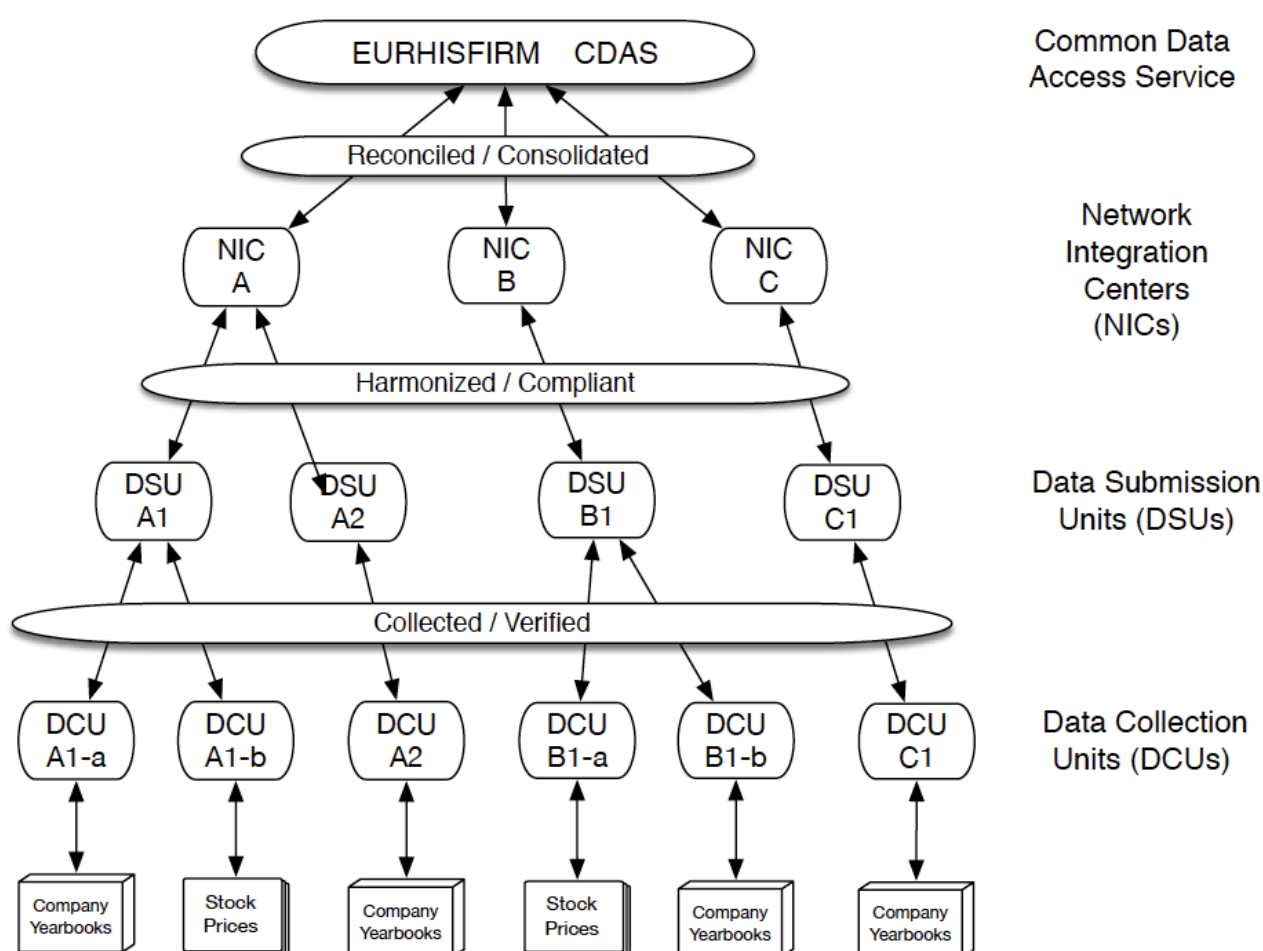 EURHISFIRM CDAS
Common Data
Access Service
Reconciled / Consolidated
NIC
A
NIC
B
NIC
C
Network
Integration
Centers
(NICs)
Harmonized / Compliant
DSU
A1
DSU
A2
DSU
B1
DSU
C1
Data Submission
Units (DSUs)
Collected / Verified
DCU
A1-a
DCU
A1-b
DCU
A2
DCU
B1-a
DCU
B1-b
DCU
C1
Data Collection
Units (DCUs)
Company
Yearbooks
Stock
Prices
Company
Yearbooks
Stock
Prices
Company
Yearbooks
Company
Yearbooks